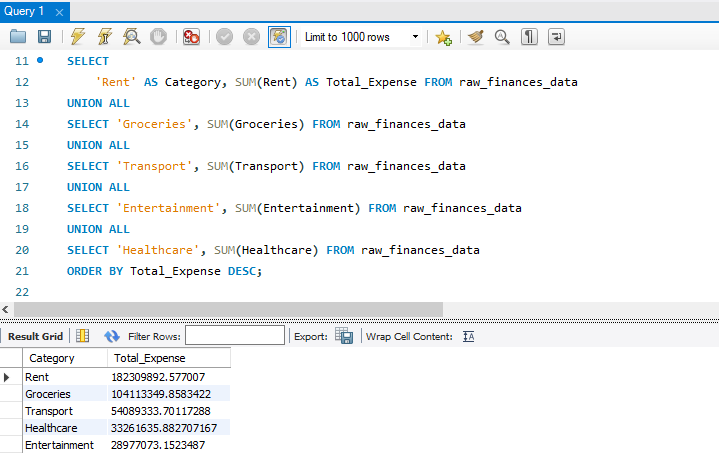 Query 1
Limit to 1000 rows
11 SELECT
12 'Rent' AS Category, SUM(Rent) AS Total_Expense FROM raw_finances_data
13 UNION ALL
14 SELECT 'Groceries', SUM(Groceries) FROM raw_finances_data
15 UNION ALL
16 SELECT 'Transport', SUM(Transport) FROM raw_finances_data
17 UNION ALL
18 SELECT 'Entertainment', SUM(Entertainment) FROM raw_finances_data
19 UNION ALL
20 SELECT 'Healthcare', SUM(Healthcare) FROM raw_finances_data
21 ORDER BY Total_Expense DESC;
22
Result Grid Filter Rows: Export: Wrap Cell Content:
Category Total_Expense
Rent 182309892.577007
Groceries 104113349.8583422
Transport 54089333.70117288
Healthcare 33261635.882707167
Entertainment 28977073.1523487